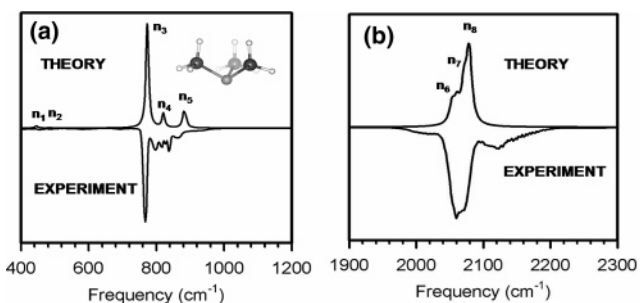 (a)
n3
THEORY
n4
n5
n1
n2
EXPERIMENT
400 600 800 1000 1200
Frequency (cm-1)
(b)
n8
n7
n6
THEORY
EXPERIMENT
1900 2000 2100 2200 2300
Frequency (cm-1)